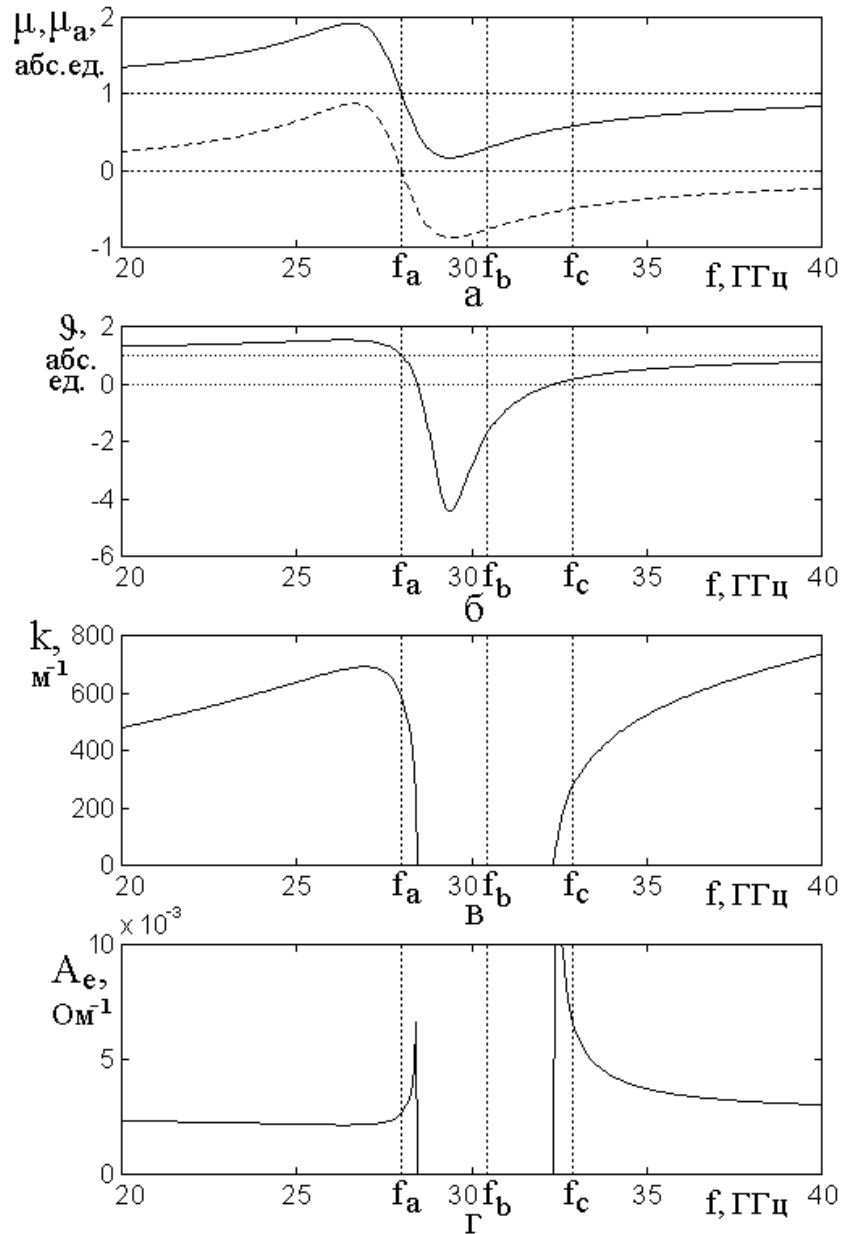 μ, μa, 2
абс.ед.
1
0
-1
20 25 fa 30 fb fc 35 f, ГГц 40
а
ϑ, 2
абс.
ед. 0
-2
-4
-6
20 25 fa 30 fb fc 35 f, ГГц 40
б
k, 800
м-1
600
400
200
0
20 25 fa 30 fb fc 35 f, ГГц 40
в
x 10-3
10
Ae,
Ом-1
5
0
20 25 fa 30 fb fc 35 f, ГГц 40
г